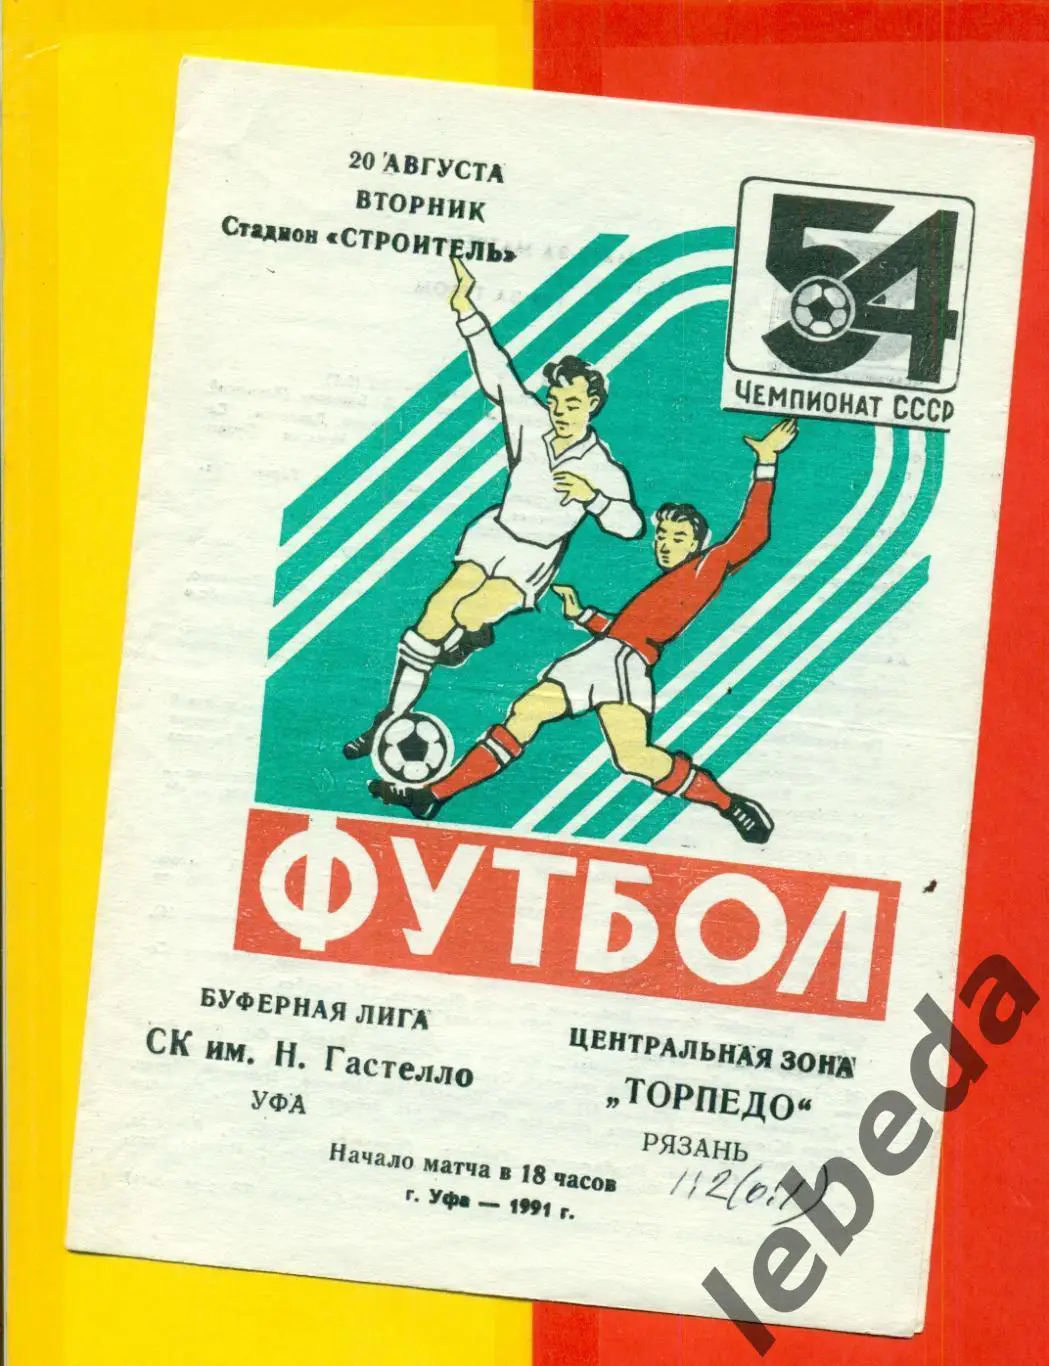 20 АВГУСТА
ВТОРНИК
Стадион «СТРОИТЕЛЬ»
54
ЧЕМПИОНАТ СССР
ФУТБОЛ
БУФЕРНАЯ ЛИГА
СК им. Н. Гастелло
УФА
ЦЕНТРАЛЬНАЯ ЗОНА
„ТОРПЕДО“
РЯЗАНЬ
Начало матча в 18 часов
г. Уфа — 1991 г.
1:2(0:1)
lebeda